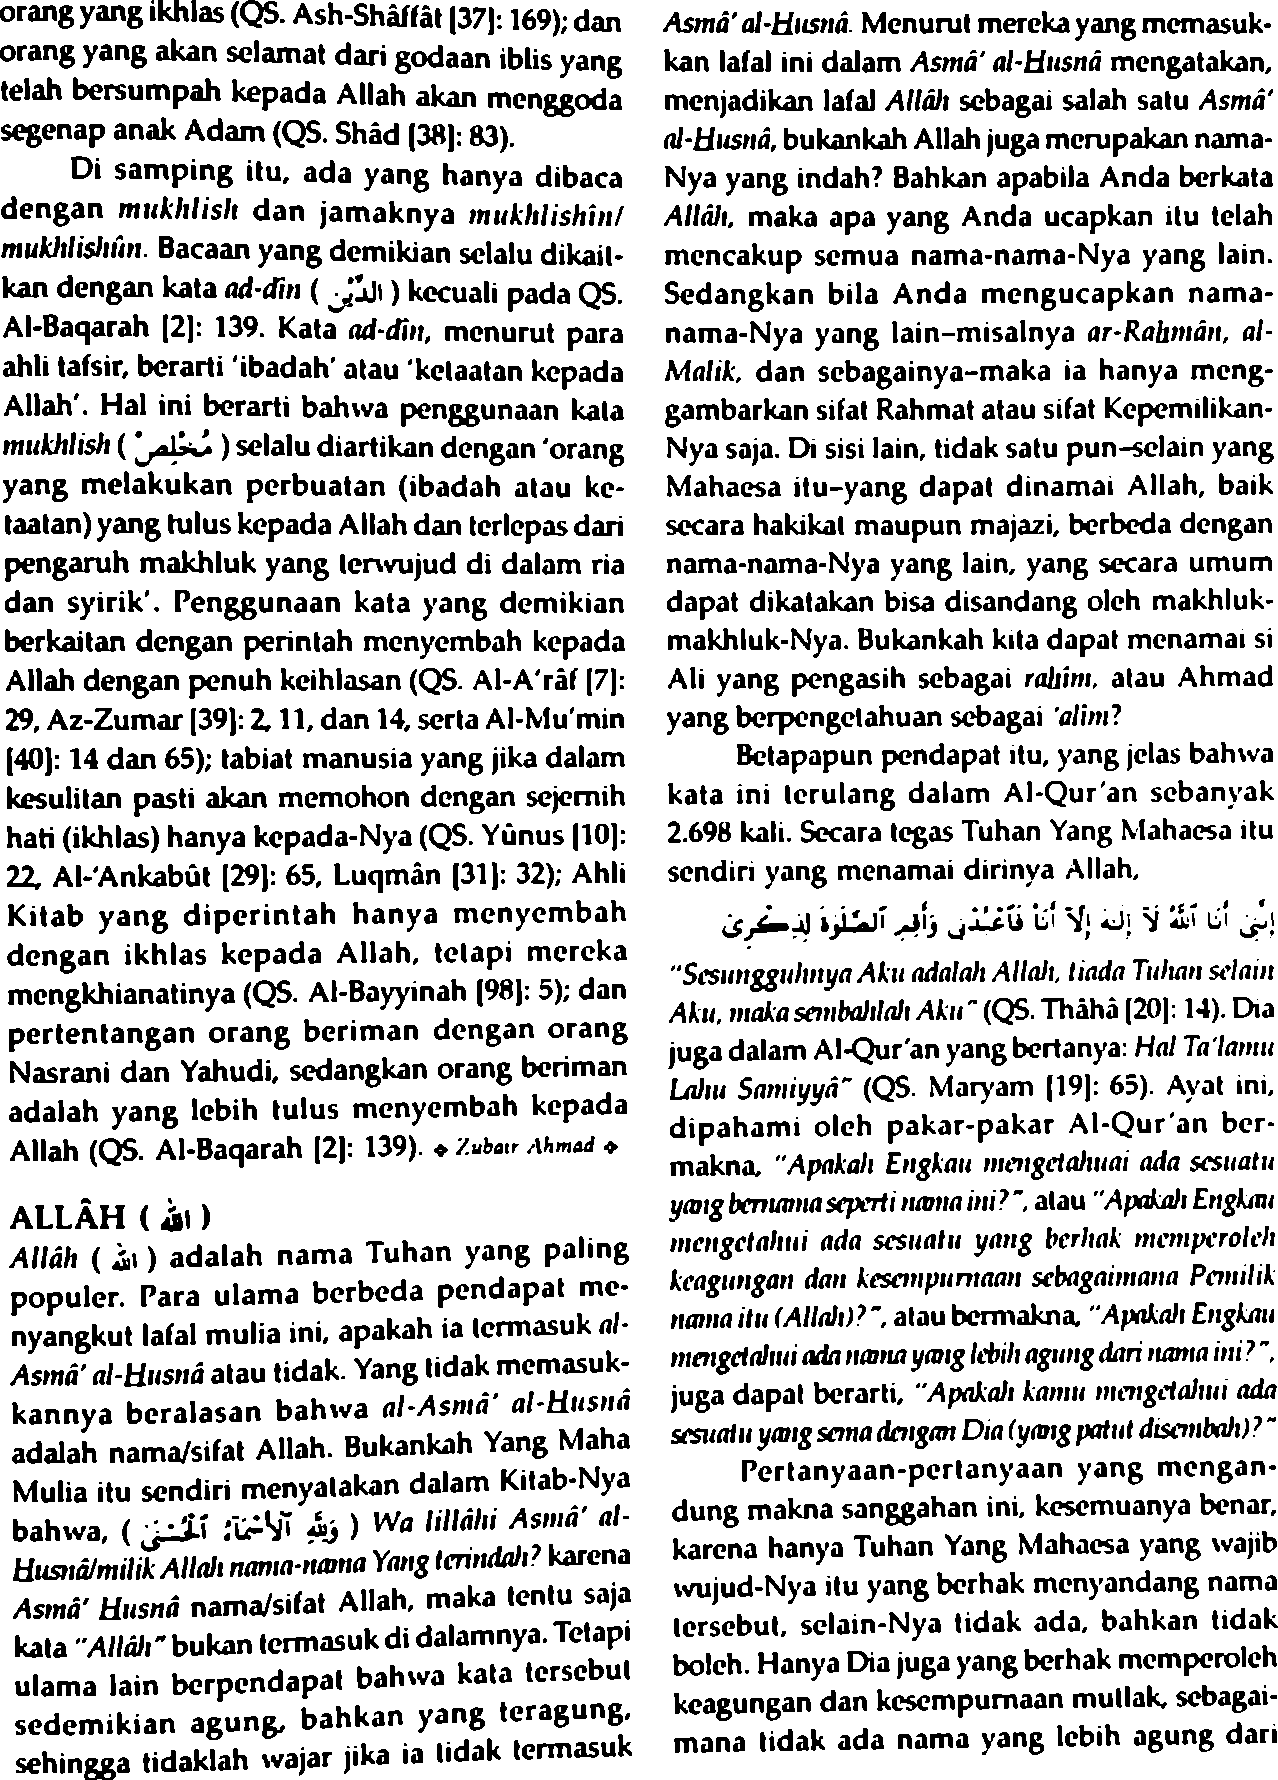 orang yang ikhlas (QS. Ash-Shâffât [37]: 169); dan
orang yang akan selamat dari godaan iblis yang
telah bersumpah kepada Allah akan menggoda
segenap anak Adam (QS. Shâd [38]: 83).
Di samping itu, ada yang hanya dibaca
dengan mukhlish dan jamaknya mukhlishîn/
mukhlishûn. Bacaan yang demikian selalu dikait-
kan dengan kata ad-dîn ( الدِّيْنِ ) kecuali pada QS.
Al-Baqarah [2]: 139. Kata ad-dîn, menurut para
ahli tafsir, berarti 'ibadah' atau 'ketaatan kepada
Allah'. Hal ini berarti bahwa penggunaan kata
mukhlish ( مُخْلِصٌ ) selalu diartikan dengan 'orang
yang melakukan perbuatan (ibadah atau ke-
taatan) yang tulus kepada Allah dan terlepas dari
pengaruh makhluk yang terwujud di dalam ria
dan syirik'. Penggunaan kata yang demikian
berkaitan dengan perintah menyembah kepada
Allah dengan penuh keihlasan (QS. Al-A'râf [7]:
29, Az-Zumar [39]: 2, 11, dan 14, serta Al-Mu'min
[40]: 14 dan 65); tabiat manusia yang jika dalam
kesulitan pasti akan memohon dengan sejernih
hati (ikhlas) hanya kepada-Nya (QS. Yûnus [10]:
22, Al-'Ankabût [29]: 65, Luqmân [31]: 32); Ahli
Kitab yang diperintah hanya menyembah
dengan ikhlas kepada Allah, tetapi mereka
mengkhianatinya (QS. Al-Bayyinah [98]: 5); dan
pertentangan orang beriman dengan orang
Nasrani dan Yahudi, sedangkan orang beriman
adalah yang lebih tulus menyembah kepada
Allah (QS. Al-Baqarah [2]: 139). ❖ Zubair Ahmad ❖
ALLÂH ( الله )
Allâh ( الله ) adalah nama Tuhan yang paling
populer. Para ulama berbeda pendapat me-
nyangkut lafal mulia ini, apakah ia termasuk al-
Asmâ' al-Husnâ atau tidak. Yang tidak memasuk-
kannya beralasan bahwa al-Asmâ' al-Husnâ
adalah nama/sifat Allah. Bukankah Yang Maha
Mulia itu sendiri menyatakan dalam Kitab-Nya
bahwa, ( وَلِلَّهِ ٱلْأَسْمَآءُ ٱلْحُسْنَىٰ ) Wa lillâhi Asmâ' al-
Husnâ/milik Allah nama-nama Yang terindah? karena
Asmâ' Husnâ nama/sifat Allah, maka tentu saja
kata "Allâh" bukan termasuk di dalamnya. Tetapi
ulama lain berpendapat bahwa kata tersebut
sedemikian agung, bahkan yang teragung,
sehingga tidaklah wajar jika ia tidak termasuk
Asmâ' al-Husnâ. Menurut mereka yang memasuk-
kan lafal ini dalam Asmâ' al-Husnâ mengatakan,
menjadikan lafal Allâh sebagai salah satu Asmâ'
al-Husnâ, bukankah Allah juga merupakan nama-
Nya yang indah? Bahkan apabila Anda berkata
Allâh, maka apa yang Anda ucapkan itu telah
mencakup semua nama-nama-Nya yang lain.
Sedangkan bila Anda mengucapkan nama-
nama-Nya yang lain–misalnya ar-Rahmân, al-
Malik, dan sebagainya–maka ia hanya meng-
gambarkan sifat Rahmat atau sifat Kepemilikan-
Nya saja. Di sisi lain, tidak satu pun–selain yang
Mahaesa itu–yang dapat dinamai Allah, baik
secara hakikat maupun majazi, berbeda dengan
nama-nama-Nya yang lain, yang secara umum
dapat dikatakan bisa disandang oleh makhluk-
makhluk-Nya. Bukankah kita dapat menamai si
Ali yang pengasih sebagai rahîm, atau Ahmad
yang berpengetahuan sebagai 'alîm?
Betapapun pendapat itu, yang jelas bahwa
kata ini terulang dalam Al-Qur'an sebanyak
2.698 kali. Secara tegas Tuhan Yang Mahaesa itu
sendiri yang menamai dirinya Allah,
إِنَّنِىٓ أَنَا ٱللَّهُ لَآ إِلَٰهَ إِلَّآ أَنَا۠ فَٱعْبُدْنِى وَأَقِمِ ٱلصَّلَوٰةَ لِذِكْرِىٓ
"Sesungguhnya Aku adalah Allah, tiada Tuhan selain
Aku, maka sembahlah Aku" (QS. Thâhâ [20]: 14). Dia
juga dalam Al-Qur'an yang bertanya: Hal Ta'lamu
Lahu Samiyyâ" (QS. Maryam [19]: 65). Ayat ini,
dipahami oleh pakar-pakar Al-Qur'an ber-
makna, "Apakah Engkau mengetahuai ada sesuatu
yang bernama seperti nama ini?", atau "Apakah Engkau
mengetahui ada sesuatu yang berhak memperoleh
keagungan dan kesempurnaan sebagaimana Pemilik
nama itu (Allah)?", atau bermakna, "Apakah Engkau
mengetahui ada nama yang lebih agung dari nama ini?",
juga dapat berarti, "Apakah kamu mengetahui ada
sesuatu yang sama dengan Dia (yang patut disembah)?"
Pertanyaan-pertanyaan yang mengan-
dung makna sanggahan ini, kesemuanya benar,
karena hanya Tuhan Yang Mahaesa yang wajib
wujud-Nya itu yang berhak menyandang nama
tersebut, selain-Nya tidak ada, bahkan tidak
boleh. Hanya Dia juga yang berhak memperoleh
keagungan dan kesempurnaan mutlak, sebagai-
mana tidak ada nama yang lebih agung dari